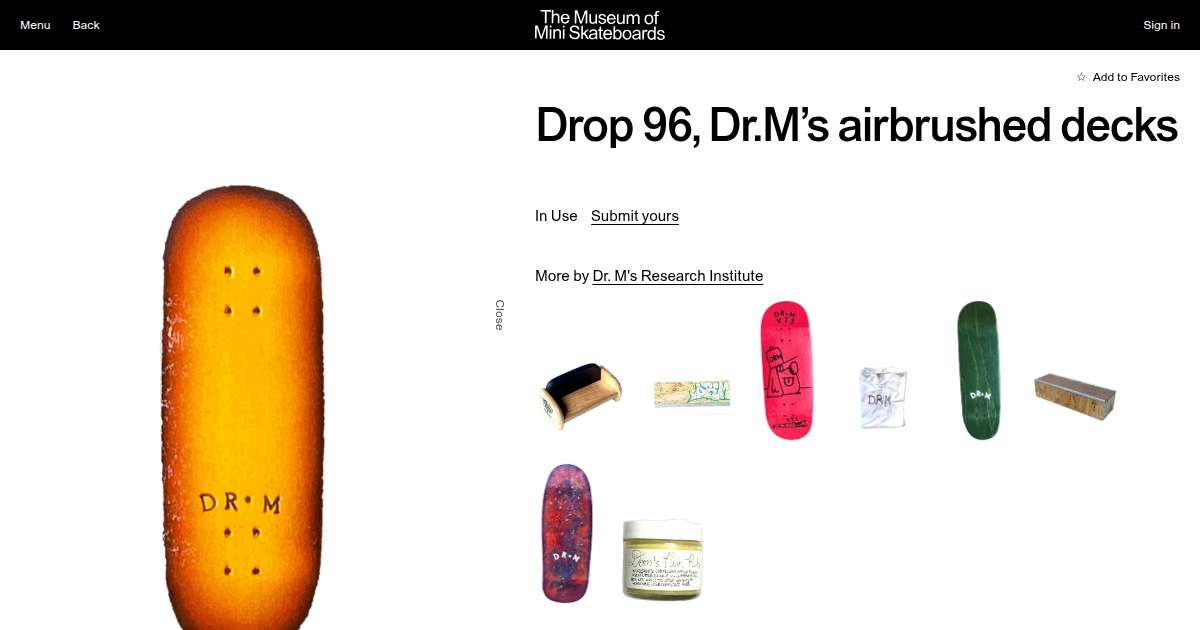 Menu
Back
The Museum of
Mini Skateboards
Sign in
☆ Add to Favorites
Drop 96, Dr.M’s airbrushed decks
In Use
Submit yours
More by Dr. M's Research Institute
Close
DR•M
DR•M
DRM
DR•M
DR•M